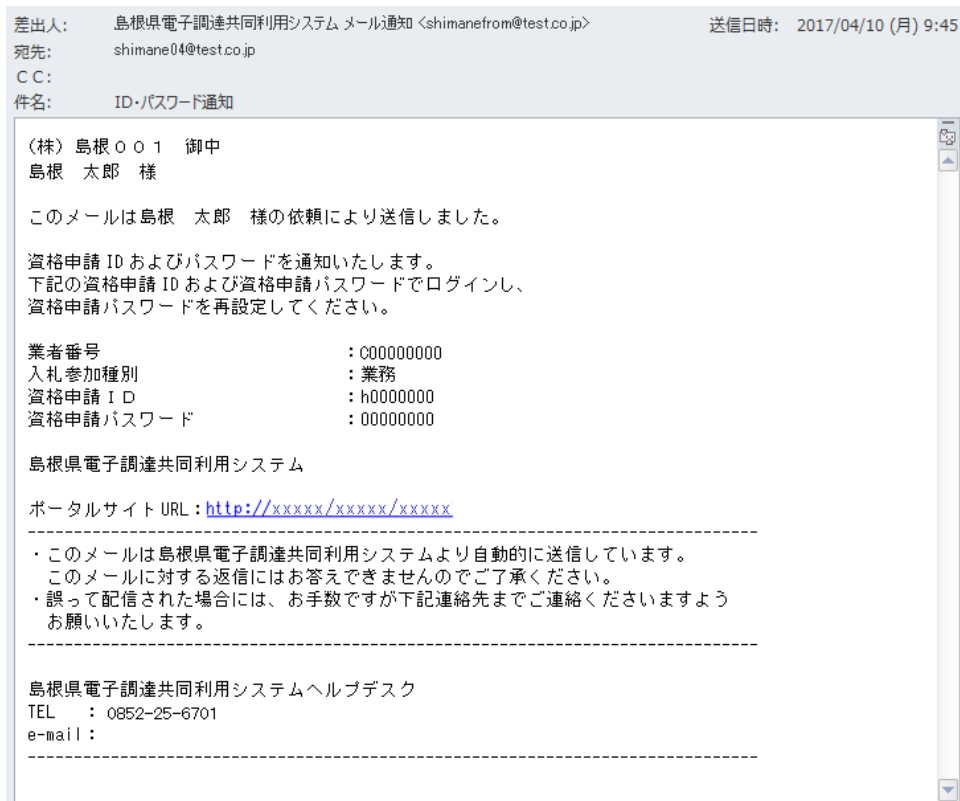 差出人: 島根県電子調達共同利用システム メール通知 <shimanefrom@test.co.jp> 送信日時: 2017/04/10 (月) 9:45
宛先: shimane04@test.co.jp
ＣＣ:
件名: ID・パスワード通知
（株）島根００１　御中
島根　太郎　様
このメールは島根　太郎　様の依頼により送信しました。
資格申請IDおよびパスワードを通知いたします。
下記の資格申請IDおよび資格申請パスワードでログインし、
資格申請パスワードを再設定してください。
業者番号 ：C00000000
入札参加種別 ：業務
資格申請ＩＤ ：h0000000
資格申請パスワード ：00000000
島根県電子調達共同利用システム
ポータルサイトURL：http://xxxxx/xxxxx/xxxxx
--------------------------------------------------------------------------------
・このメールは島根県電子調達共同利用システムより自動的に送信しています。
このメールに対する返信にはお答えできませんのでご了承ください。
・誤って配信された場合には、お手数ですが下記連絡先までご連絡くださいますよう
お願いいたします。
--------------------------------------------------------------------------------
島根県電子調達共同利用システムヘルプデスク
TEL ：0852-25-6701
e-mail：
--------------------------------------------------------------------------------